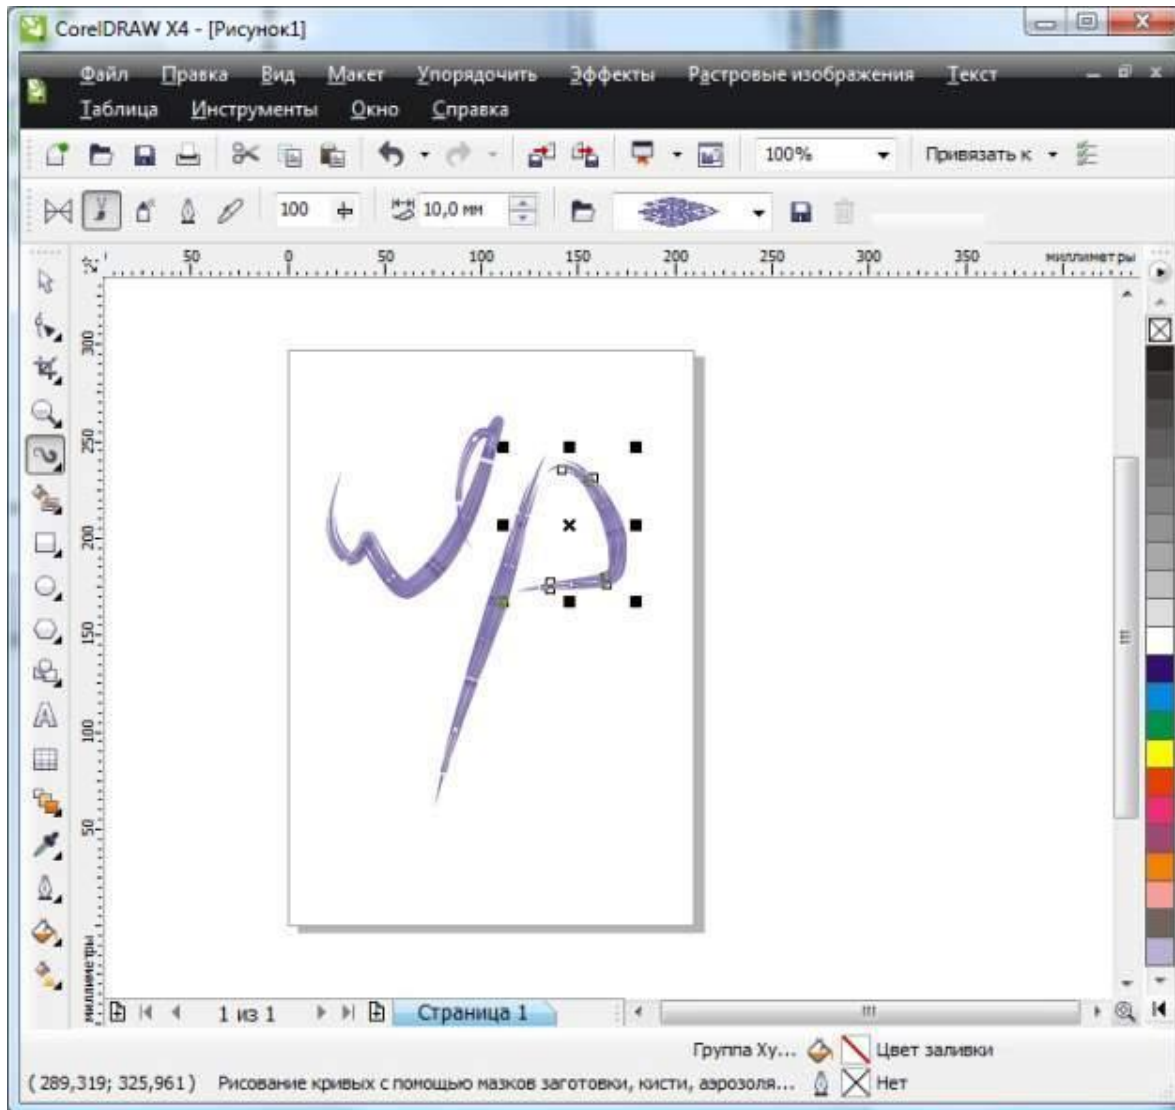 CorelDRAW X4 - [Рисунок1]
Файл Правка Вид Макет Упорядочить Эффекты Растровые изображения Текст
Таблица Инструменты Окно Справка
100% Привязать к
100 10,0 мм
50 0 50 100 150 200 250 300 350 миллиметры
300
250
200
150
100
50
миллиметры
1 из 1 Страница 1
Группа Ху... Цвет заливки
( 289,319; 325,961 ) Рисование кривых с помощью мазков заготовки, кисти, аэрозоля... Нет